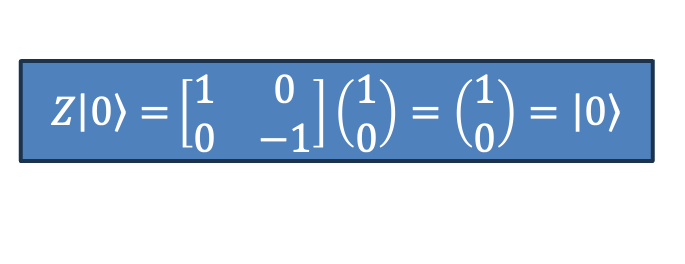 Z|0⟩ = [1 0; 0 −1] (1; 0) = (1; 0) = |0⟩